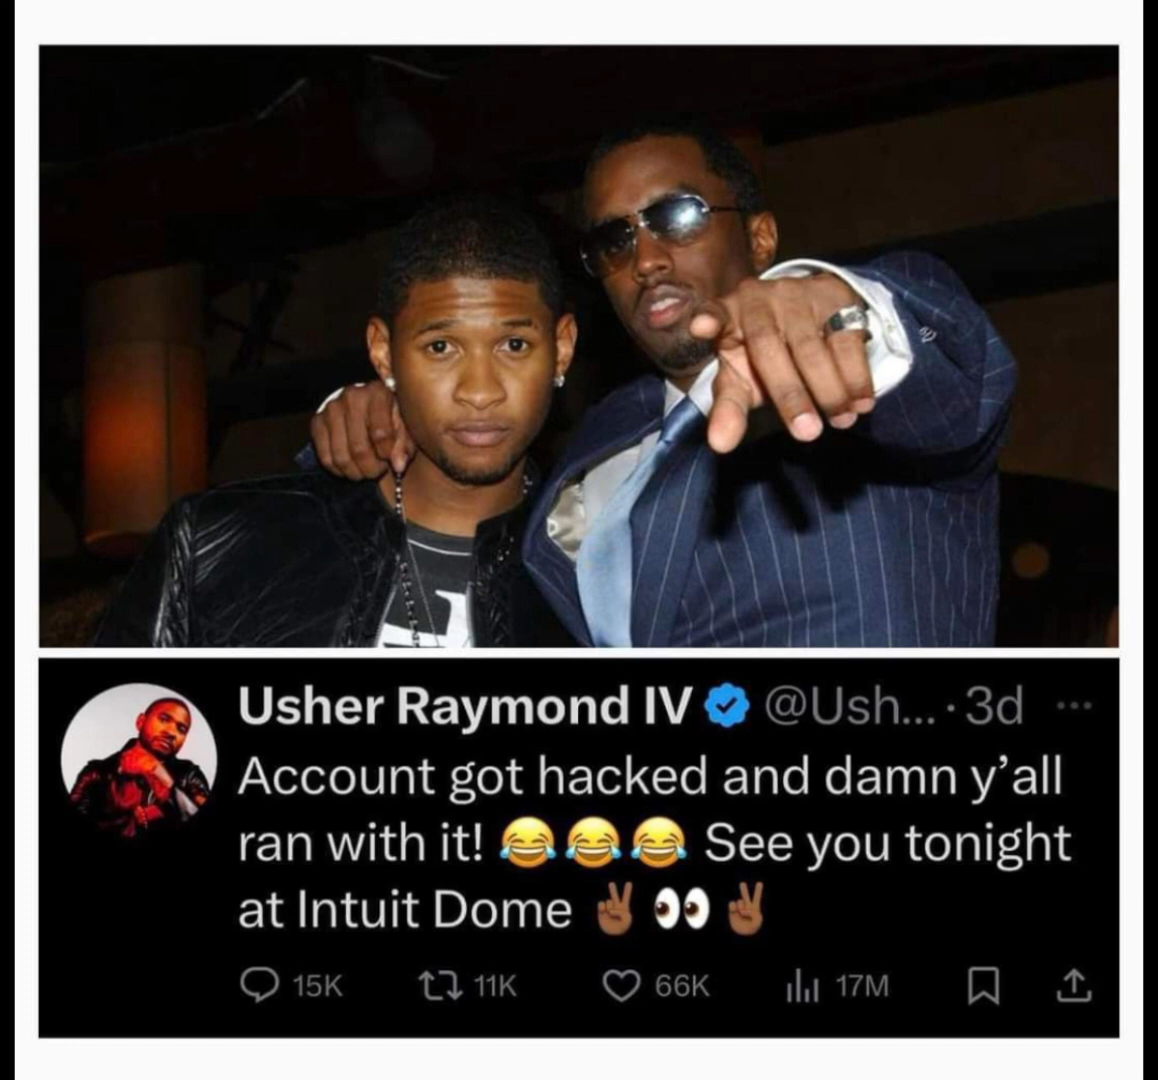 Usher Raymond IV @Ush... · 3d
Account got hacked and damn y’all
ran with it! 😂😂😂 See you tonight
at Intuit Dome ✌🏾👀✌🏾
15K 11K 66K 17M